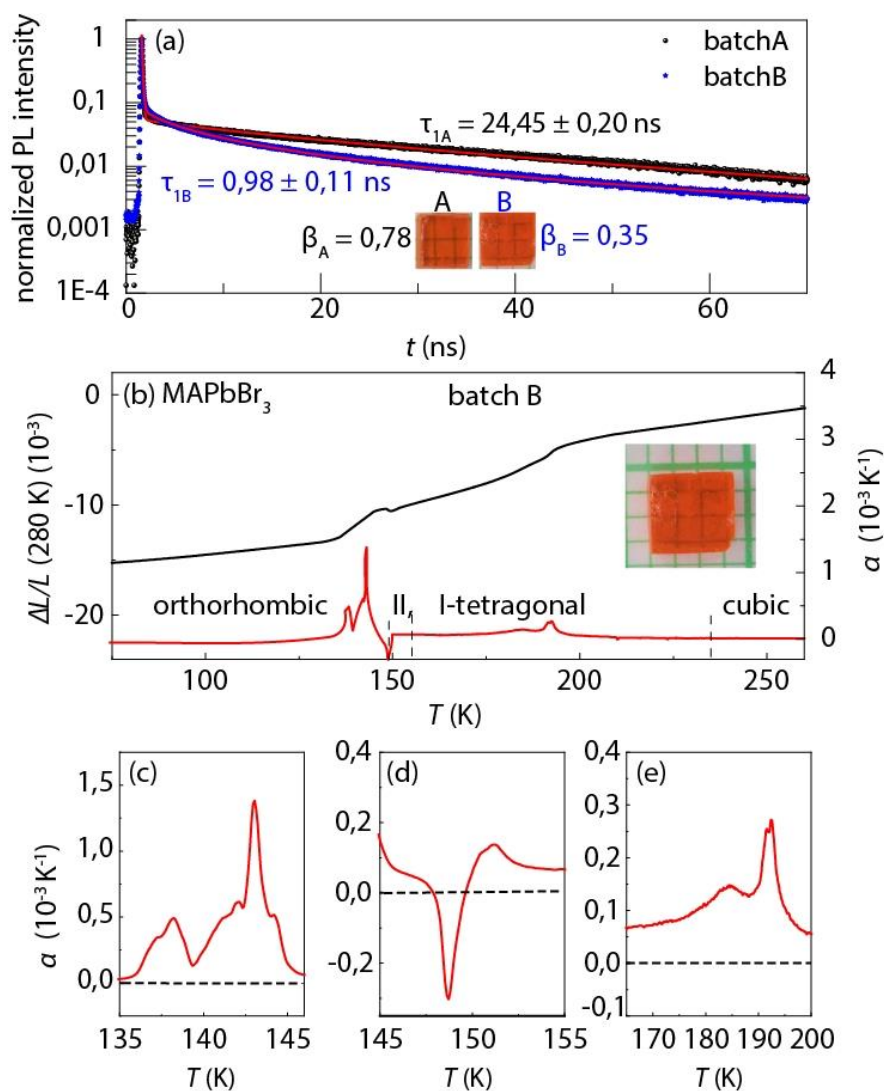 (a)
batchA
batchB
τ1A = 24,45 ± 0,20 ns
τ1B = 0,98 ± 0,11 ns
A B
βA = 0,78
βB = 0,35
normalized PL intensity
1
0,1
0,01
0,001
1E-4
0 20 40 60
t (ns)
(b) MAPbBr3 batch B
ΔL/L (280 K) (10-3)
0
-10
-20
4
3
2
1
0
α (10-3 K-1)
orthorhombic II, I-tetragonal cubic
100 150 200 250
T (K)
(c)
α (10-3 K-1)
1,5
1,0
0,5
0,0
135 140 145
T (K)
0,4
(d)
0,2
0,0
-0,2
145 150 155
T (K)
0,4
(e)
0,3
0,2
0,1
0,0
-0,1
170 180 190 200
T (K)